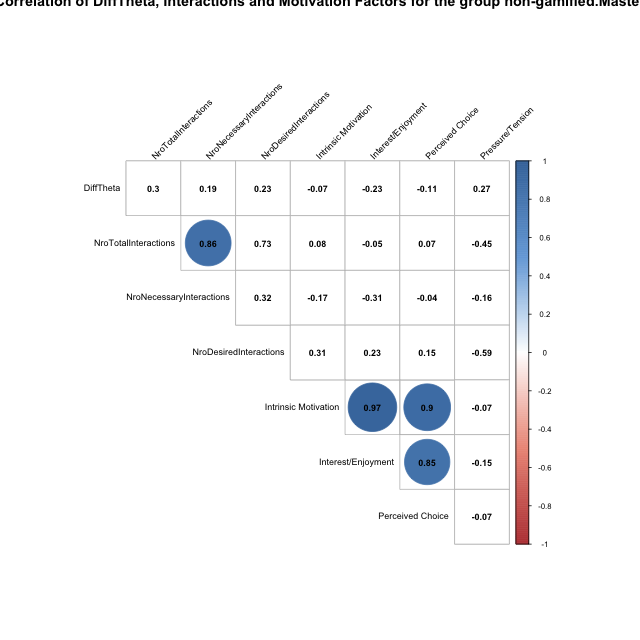 Correlation of DiffTheta, Interactions and Motivation Factors for the group non-gamified.Maste
NroTotalInteractions NroNecessaryInteractions NroDesiredInteractions Intrinsic Motivation Interest/Enjoyment Perceived Choice Pressure/Tension
DiffTheta 0.3 0.19 0.23 -0.07 -0.23 -0.11 0.27
NroTotalInteractions 0.86 0.73 0.08 -0.05 0.07 -0.45
NroNecessaryInteractions 0.32 -0.17 -0.31 -0.04 -0.16
NroDesiredInteractions 0.31 0.23 0.15 -0.59
Intrinsic Motivation 0.97 0.9 -0.07
Interest/Enjoyment 0.85 -0.15
Perceived Choice -0.07
1
0.8
0.6
0.4
0.2
0
-0.2
-0.4
-0.6
-0.8
-1